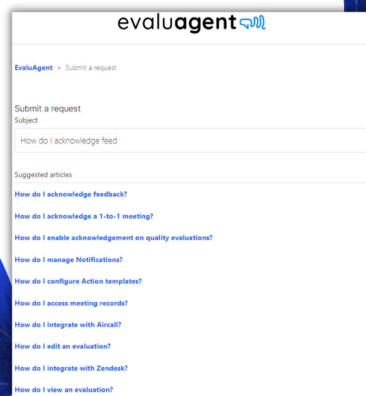 evaluagent
EvaluAgent > Submit a request
Submit a request
Subject
How do I acknowledge feed
Suggested articles
How do I acknowledge feedback?
How do I acknowledge a 1-to-1 meeting?
How do I enable acknowledgement on quality evaluations?
How do I manage Notifications?
How do I configure Action templates?
How do I access meeting records?
How do I Integrate with Aircall?
How do I edit an evaluation?
How do I integrate with Zendesk?
How do I view an evaluation?